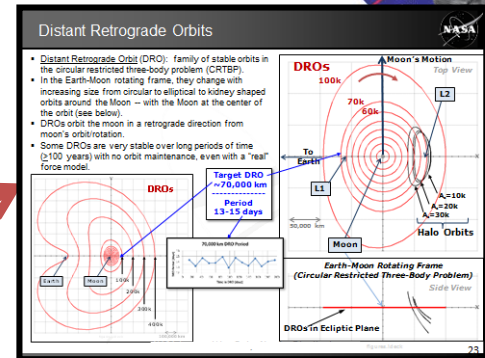 Distant Retrograde Orbits
NASA
Distant Retrograde Orbit (DRO): family of stable orbits in
the circular restricted three-body problem (CRTBP).
In the Earth-Moon rotating frame, they change with
increasing size from circular to elliptical to kidney shaped
orbits around the Moon -- with the Moon at the center of
the orbit (see below).
DROs orbit the moon in a retrograde direction from
moon's orbit/rotation.
Some DROs are very stable over long periods of time
(≥100 years) with no orbit maintenance, even with a "real"
force model.
DROs
Earth
Moon
100k
200k
300k
400k
Target DRO
~70,000 km
Period
13-15 days
70,000 km DRO Period
DROs
Moon's Motion
Top View
100k
70k
60k
L2
To
Earth
L1
Az=10k
Az=20k
Az=30k
50,000 km
Moon
Halo Orbits
Earth-Moon Rotating Frame
(Circular Restricted Three-Body Problem)
Side View
X
DROs in Ecliptic Plane
23